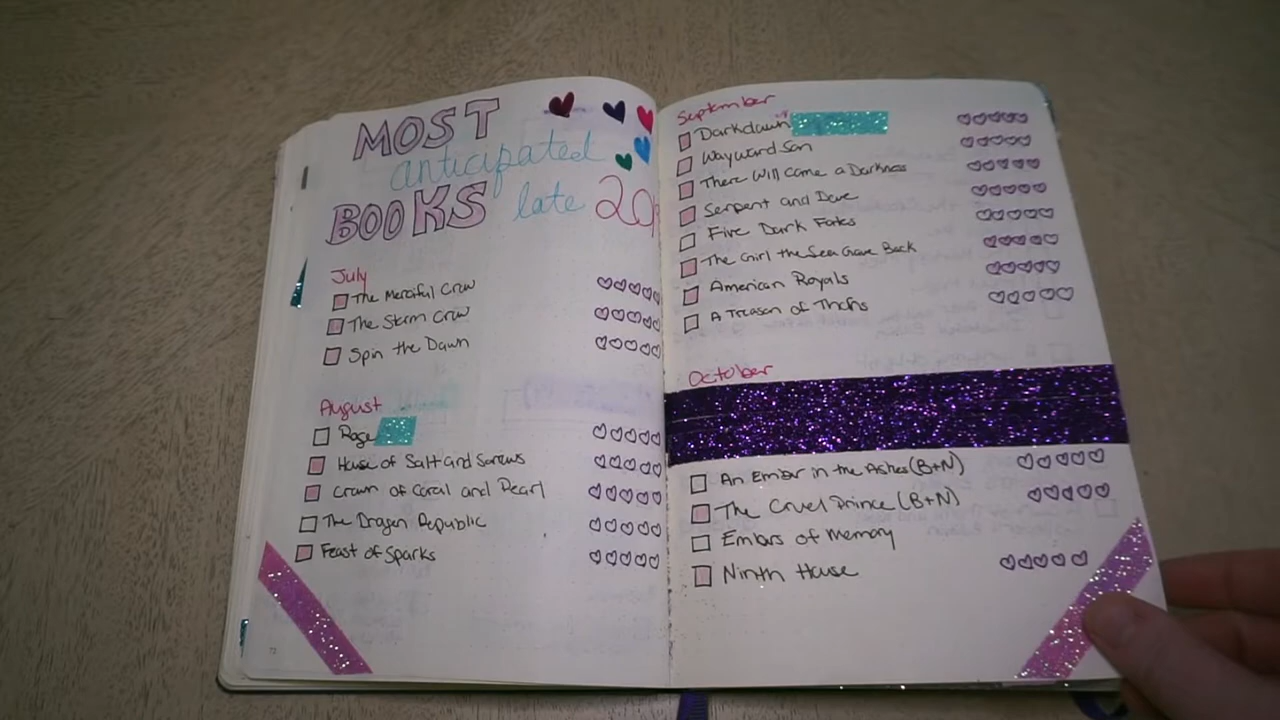 MOST
anticipated
BOOKS late 20
July
The Merciful Crow
The Storm Crow
Spin the Dawn
August
Rage
House of Salt and Sorrows
Crown of Coral and Pearl
The Dragon Republic
Feast of Sparks
72
September
Darkdawn
Wayward Son
There Will Come a Darkness
Serpent and Dove
Five Dark Fates
The Girl the Sea Gave Back
American Royals
A Treason of Thorns
October
An Ember in the Ashes (B+N)
The Cruel Prince (B+N)
Embers of Memory
Ninth House